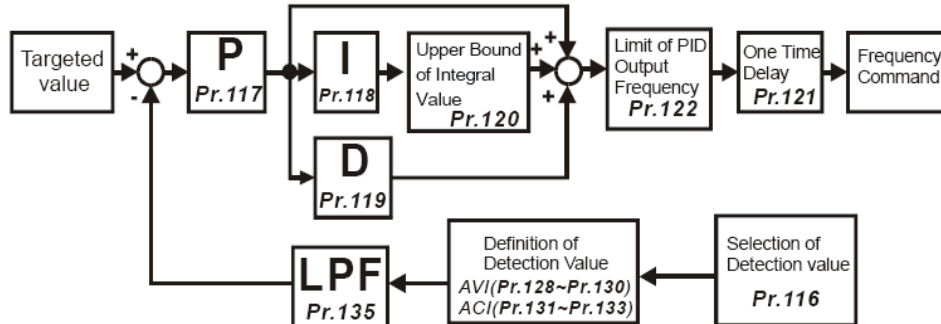 Targeted
value
+
-
P
Pr.117
I
Pr.118
Upper Bound
of Integral
Value
Pr.120
D
Pr.119
+
+
+
Limit of PID
Output
Frequency
Pr.122
One Time
Delay
Pr.121
Frequency
Command
LPF
Pr.135
Definition of
Detection Value
AVI(Pr.128~Pr.130)
ACI(Pr.131~Pr.133)
Selection of
Detection value
Pr.116